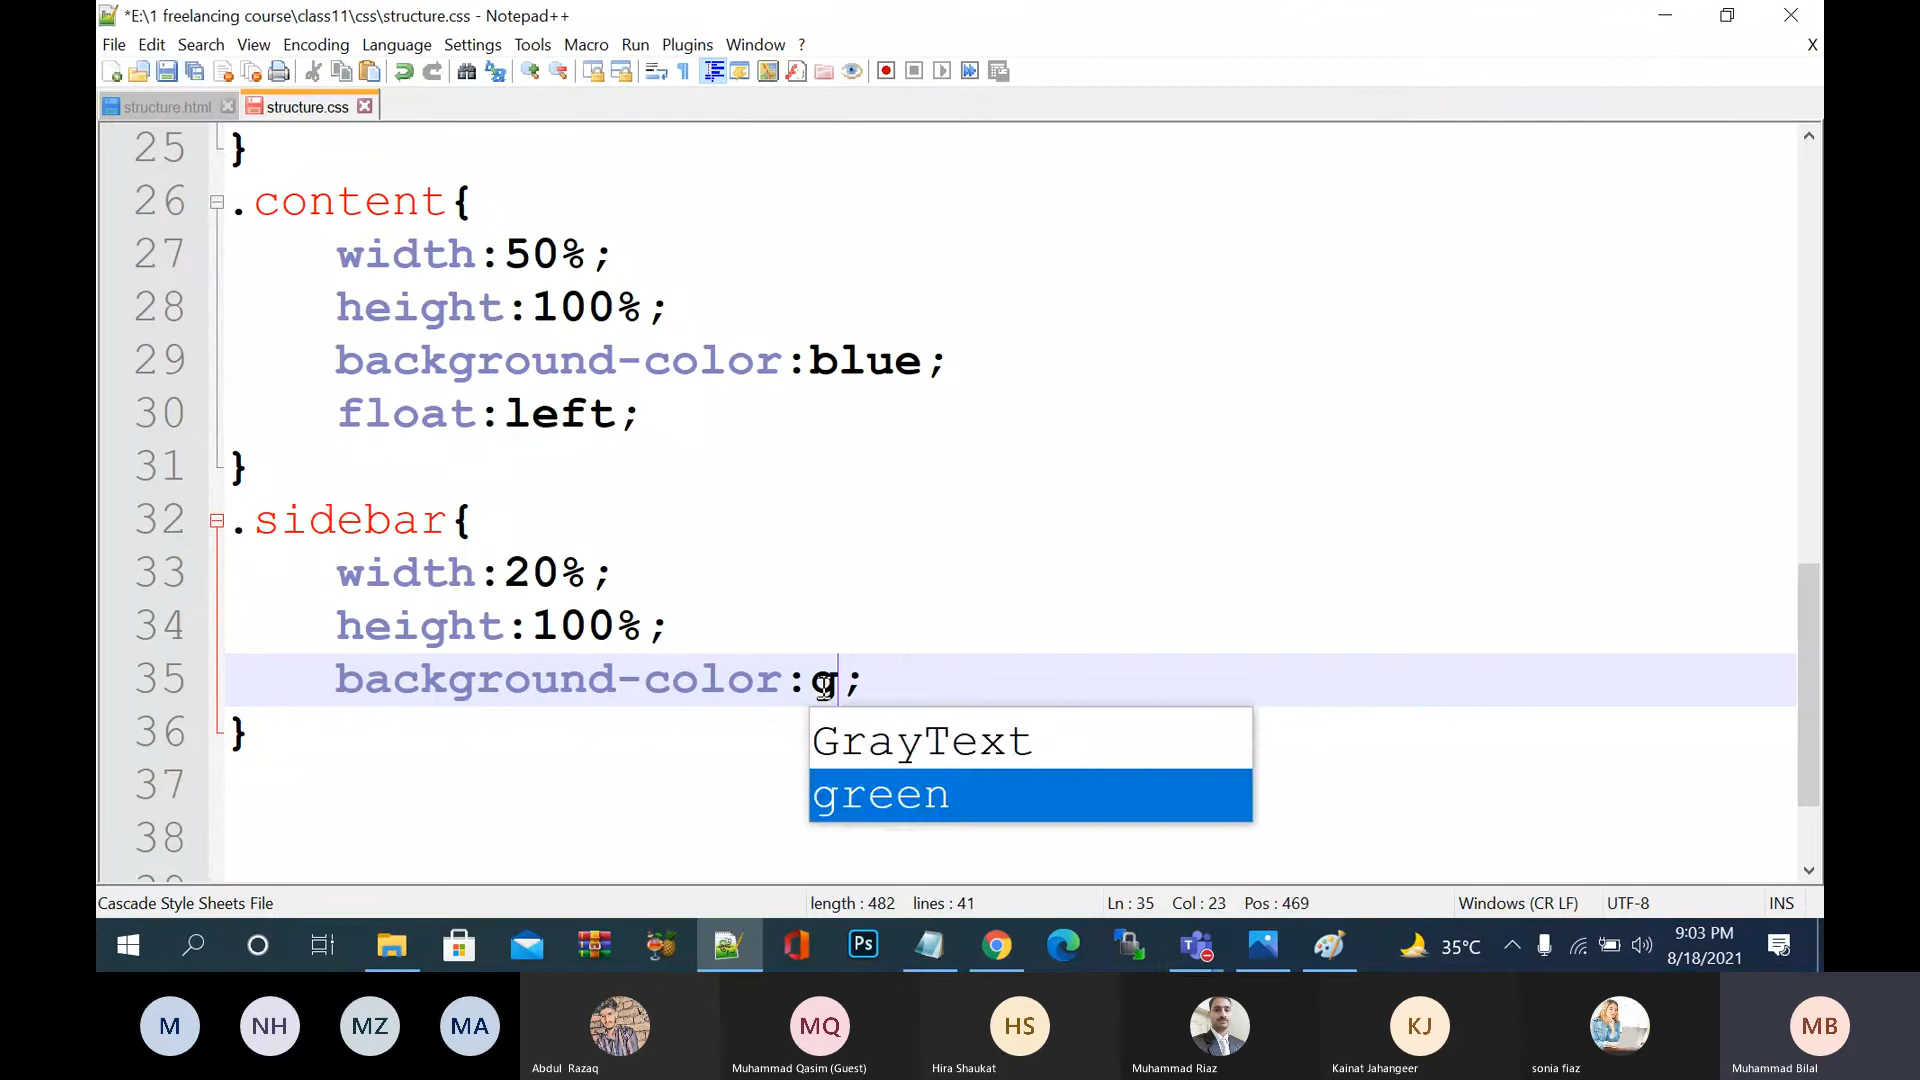 *E:\1 freelancing course\class11\css\structure.css - Notepad++
File Edit Search View Encoding Language Settings Tools Macro Run Plugins Window ? X
structure.html structure.css
25 }
26 .content{
27 width:50%;
28 height:100%;
29 background-color:blue;
30 float:left;
31 }
32 .sidebar{
33 width:20%;
34 height:100%;
35 background-color:g;
36 }
GrayText
green
37
38
Cascade Style Sheets File length : 482 lines : 41 Ln : 35 Col : 23 Pos : 469 Windows (CR LF) UTF-8 INS
Ps 35°C 9:03 PM
8/18/2021
M NH MZ MA MQ HS KJ MB
Abdul Razaq Muhammad Qasim (Guest) Hira Shaukat Muhammad Riaz Kainat Jahangeer sonia fiaz Muhammad Bilal